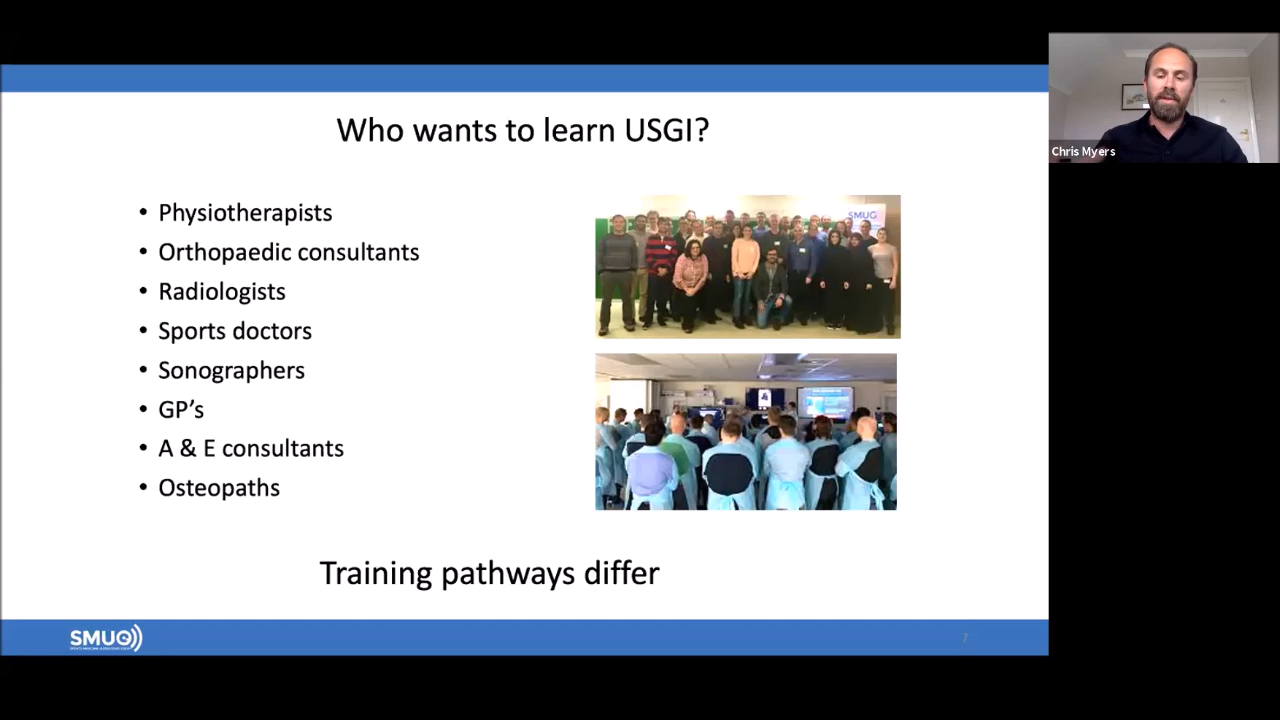 Who wants to learn USGI?
• Physiotherapists
• Orthopaedic consultants
• Radiologists
• Sports doctors
• Sonographers
• GP’s
• A & E consultants
• Osteopaths
SMUG
Training pathways differ
SMUG
7
Chris Myers